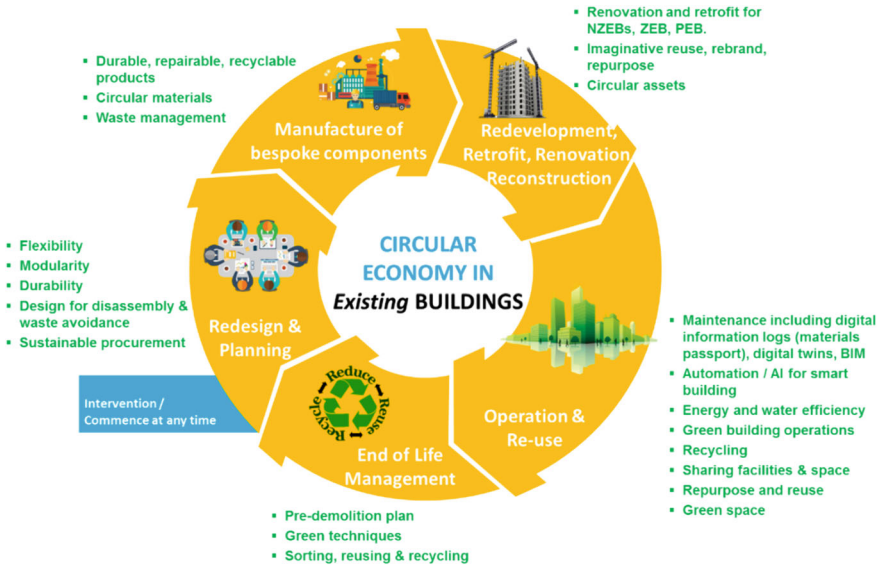 ▪ Renovation and retrofit for
NZEBs, ZEB, PEB.
▪ Imaginative reuse, rebrand,
repurpose
▪ Circular assets
▪ Durable, repairable, recyclable
products
▪ Circular materials
▪ Waste management
Manufacture of
bespoke components
Redevelopment,
Retrofit, Renovation
Reconstruction
CIRCULAR
ECONOMY IN
Existing BUILDINGS
▪ Flexibility
▪ Modularity
▪ Durability
▪ Design for disassembly &
waste avoidance
▪ Sustainable procurement
Redesign &
Planning
▪ Maintenance including digital
information logs (materials
passport), digital twins, BIM
▪ Automation / AI for smart
building
▪ Energy and water efficiency
▪ Green building operations
▪ Recycling
▪ Sharing facilities & space
▪ Repurpose and reuse
▪ Green space
Operation &
Re-use
Intervention /
Commence at any time
Reduce
Reuse
Recycle
End of Life
Management
▪ Pre-demolition plan
▪ Green techniques
▪ Sorting, reusing & recycling